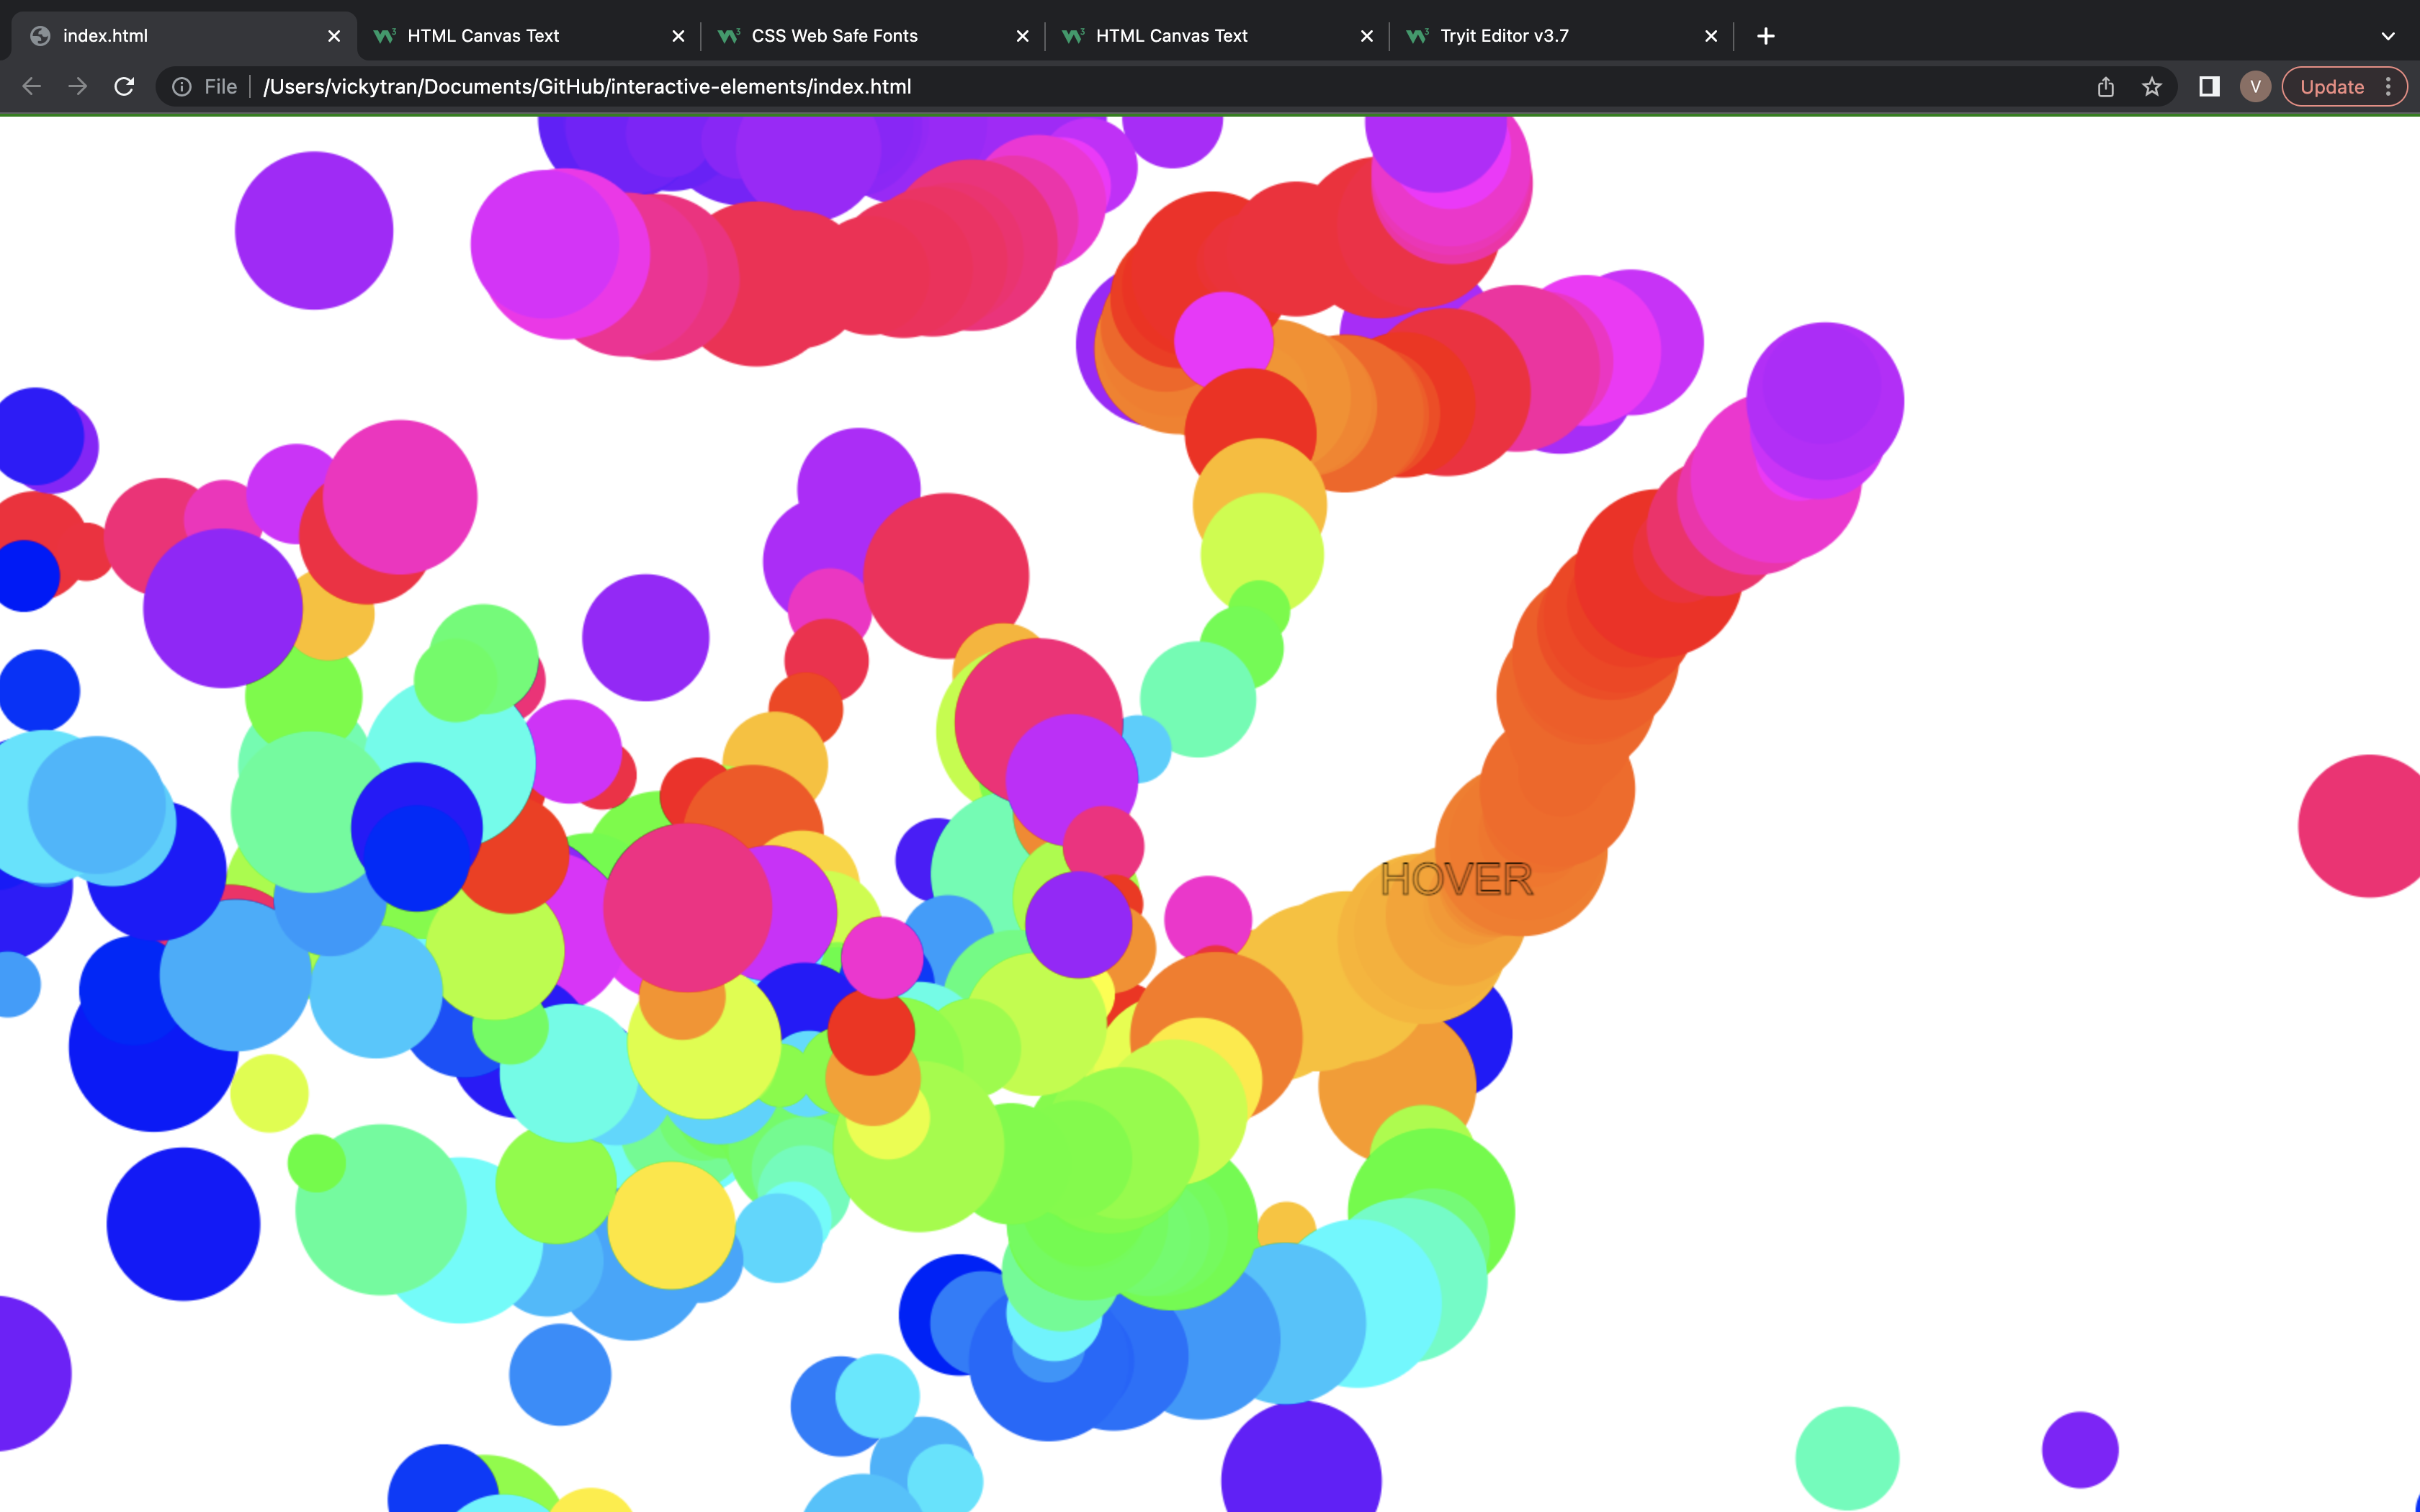 index.html
HTML Canvas Text
CSS Web Safe Fonts
HTML Canvas Text
Tryit Editor v3.7
File
/Users/vickytran/Documents/GitHub/interactive-elements/index.html
V
Update
HOVER